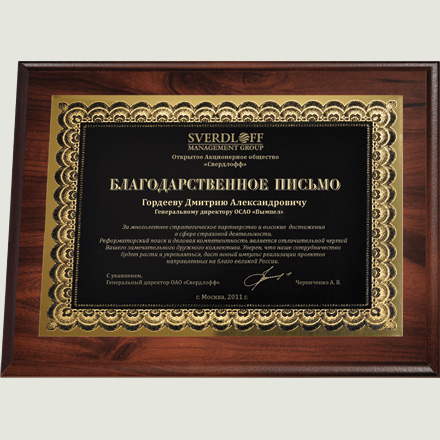 SVERDLOFF
MANAGEMENT GROUP
Открытое Акционерное общество
«Свердлофф»
БЛАГОДАРСТВЕННОЕ ПИСЬМО
Гордееву Дмитрию Александровичу
Генеральному директору ОСАО «Вымпел»
За многолетнее стратегическое партнерство и высокие достижения
в сфере страховой деятельности.
Реформаторский поиск и деловая компетентность является отличительной чертой
Вашего замечательного дружного коллектива. Уверен, что наше сотрудничество
будет расти и укрепляться, даст новый импульс реализации проектов
направленных на благо великой России.
С уважением,
Генеральный директор ОАО «Свердлофф» Черниченко А. В.
г. Москва, 2011 г.